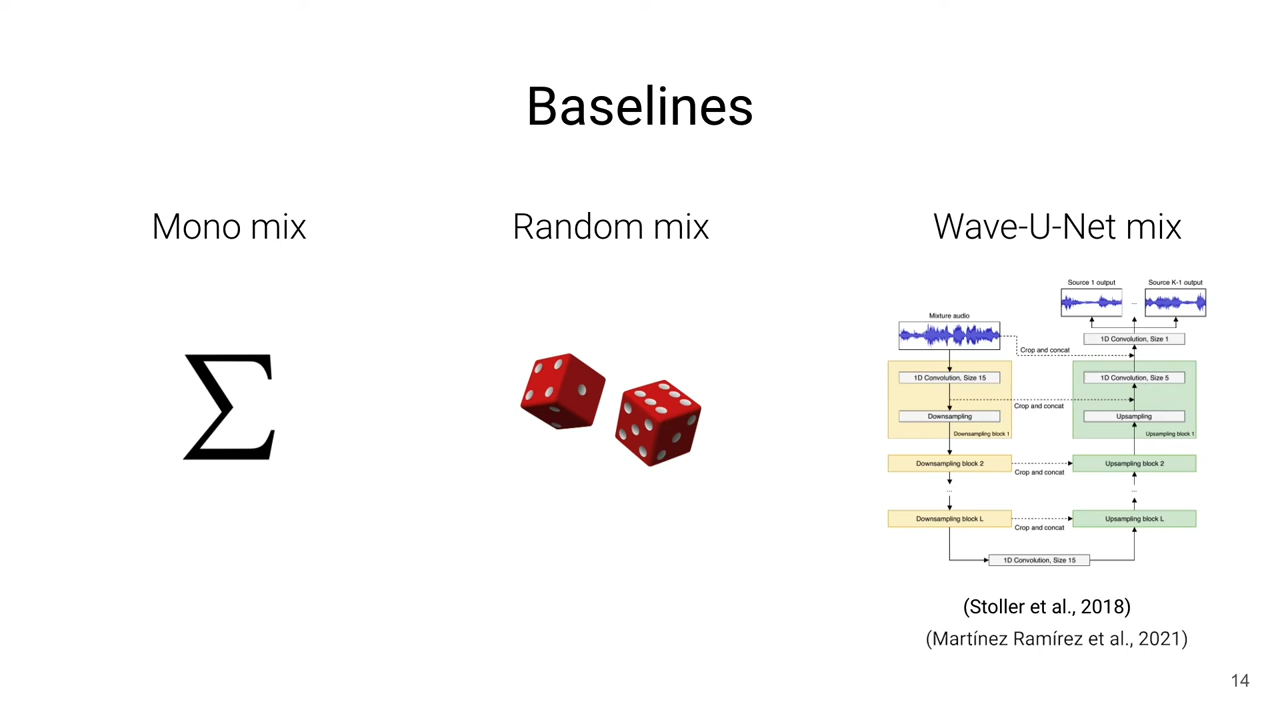 Baselines
Mono mix
Σ
Random mix
Wave-U-Net mix
Source 1 output
Source K-1 output
...
Mixture audio
1D Convolution, Size 1
Crop and concat
1D Convolution, Size 15
1D Convolution, Size 5
Crop and concat
Downsampling
Upsampling
Downsampling block 1
Upsampling block 1
Downsampling block 2
Upsampling block 2
Crop and concat
...
...
Downsampling block L
Upsampling block L
Crop and concat
1D Convolution, Size 15
(Stoller et al., 2018)
(Martínez Ramírez et al., 2021)
14